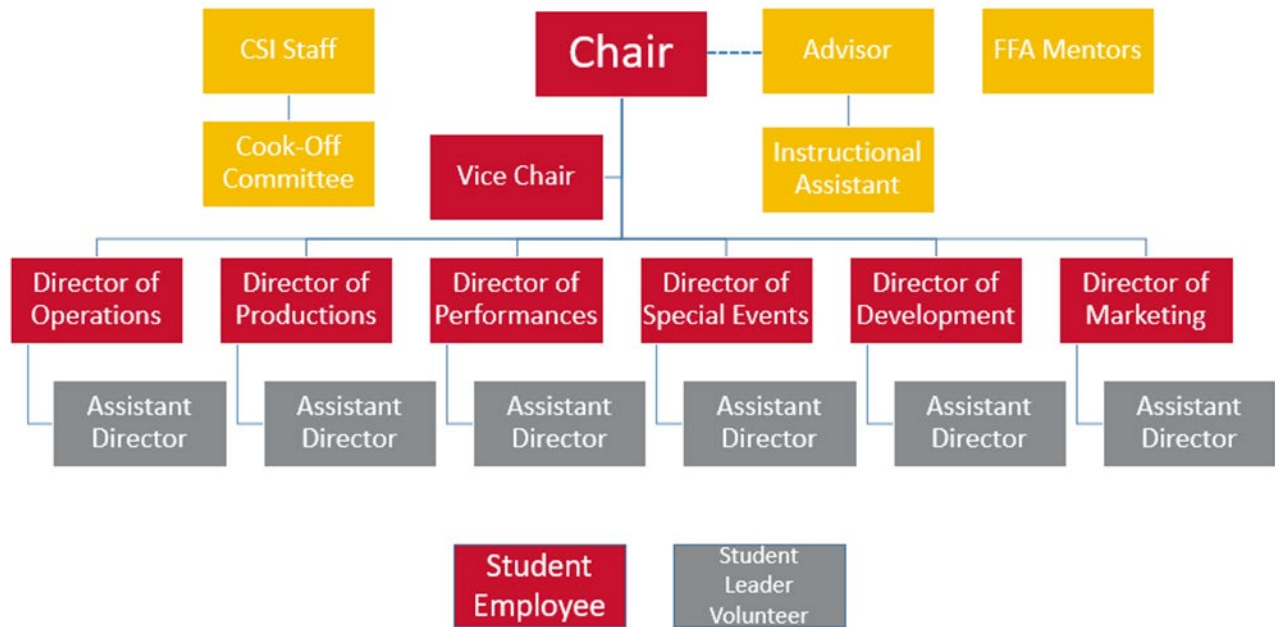 CSI Staff
Chair
Advisor
FFA Mentors
Cook-Off
Committee
Vice Chair
Instructional
Assistant
Director of
Operations
Director of
Productions
Director of
Performances
Director of
Special Events
Director of
Development
Director of
Marketing
Assistant
Director
Assistant
Director
Assistant
Director
Assistant
Director
Assistant
Director
Assistant
Director
Student
Employee
Student
Leader
Volunteer